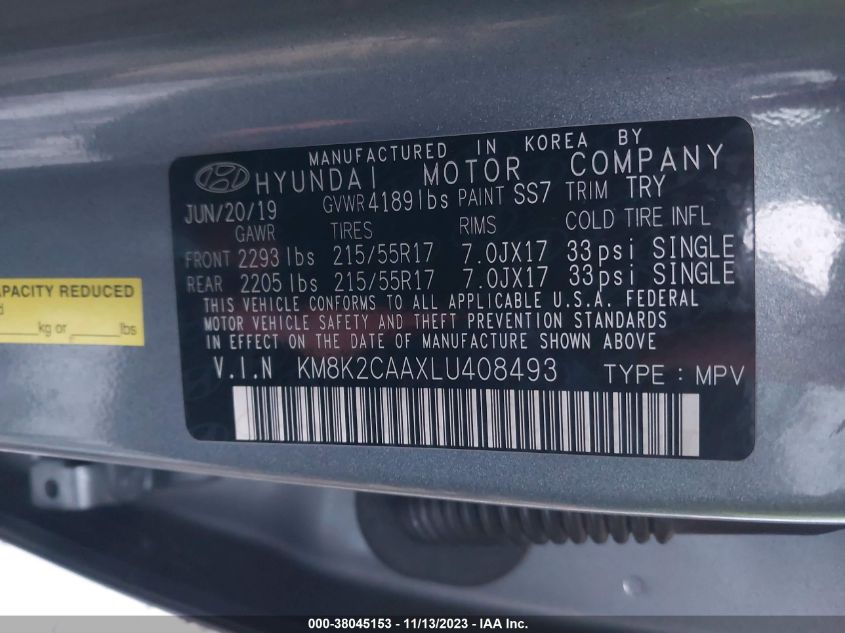 MANUFACTURED IN KOREA BY
HYUNDAI MOTOR COMPANY
JUN/20/19 GVWR 4189lbs PAINT SS7 TRIM TRY
GAWR TIRES RIMS COLD TIRE INFL
FRONT 2293 lbs 215/55R17 7.0JX17 33psi SINGLE
REAR 2205 lbs 215/55R17 7.0JX17 33psi SINGLE
THIS VEHICLE CONFORMS TO ALL APPLICABLE U.S.A. FEDERAL
MOTOR VEHICLE SAFETY AND THEFT PREVENTION STANDARDS
IN EFFECT ON THE DATE OF MANUFACTURE SHOWN ABOVE
V.I.N KM8K2CAAXLU408493 TYPE : MPV
CAPACITY REDUCED
kg or lbs
000-38045153 - 11/13/2023 - IAA Inc.